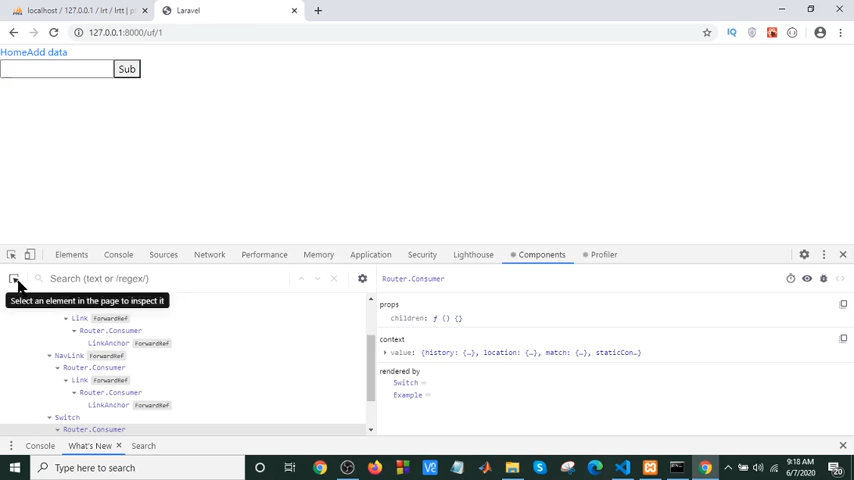 localhost / 127.0.0.1 / lrt / lrtt | p
Laravel
127.0.0.1:8000/uf/1
HomeAdd data
Sub
Elements Console Sources Network Performance Memory Application Security Lighthouse Components Profiler
Search (text or /regex/)
Router.Consumer
Select an element in the page to inspect it
Link ForwardRef
Router.Consumer
LinkAnchor ForwardRef
NavLink ForwardRef
Router.Consumer
Link ForwardRef
Router.Consumer
LinkAnchor ForwardRef
Switch
Router.Consumer
props
children: ƒ () {}
context
value: {history: {…}, location: {…}, match: {…}, staticCon…}
rendered by
Switch
Example
Console What's New Search
Type here to search
9:18 AM
6/7/2020
20